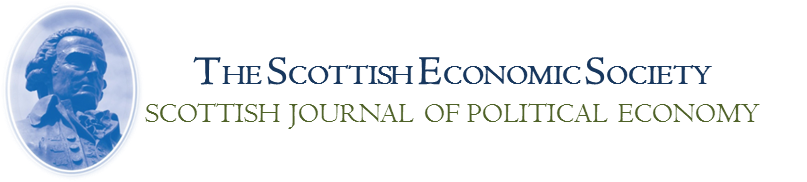 THE SCOTTISH ECONOMIC SOCIETY
SCOTTISH JOURNAL OF POLITICAL ECONOMY